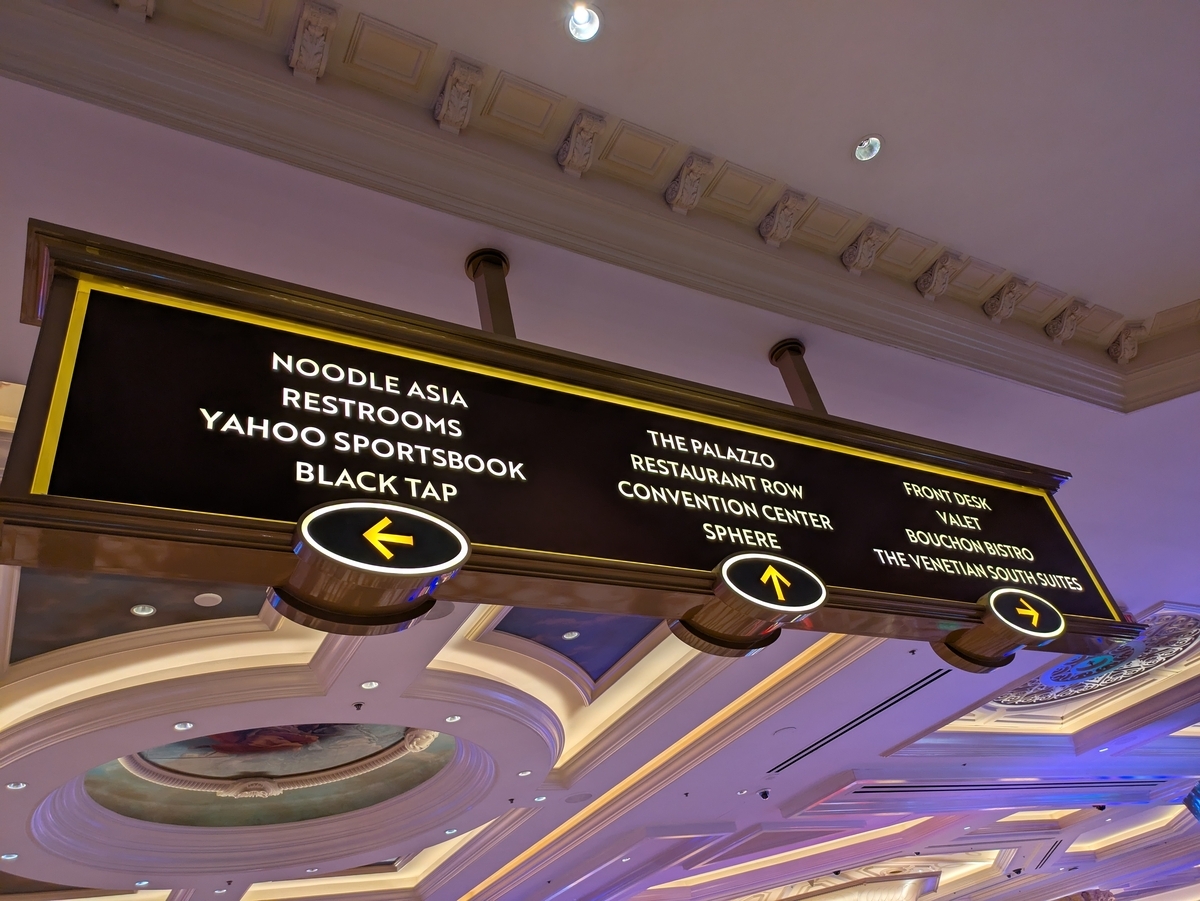 NOODLE ASIA
RESTROOMS
YAHOO SPORTSBOOK
BLACK TAP
THE PALAZZO
RESTAURANT ROW
CONVENTION CENTER
SPHERE
FRONT DESK
VALET
BOUCHON BISTRO
THE VENETIAN SOUTH SUITES